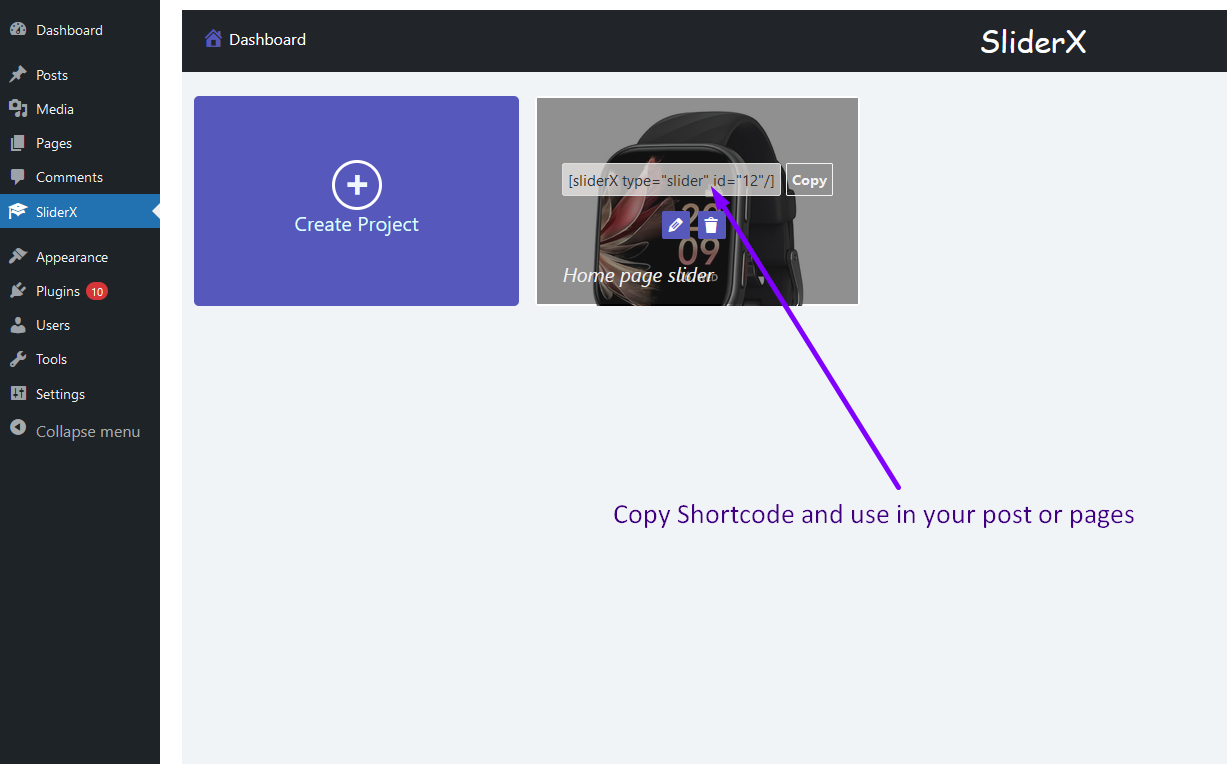 Dashboard
Posts
Media
Pages
Comments
SliderX
Appearance
Plugins 10
Users
Tools
Settings
Collapse menu
Dashboard
SliderX
Create Project
[sliderX type="slider" id="12"/]
Copy
09
Home page slider
Copy Shortcode and use in your post or pages